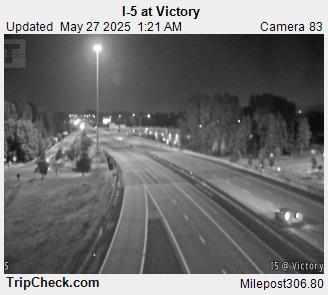 I-5 at Victory
Updated  May 27 2025  1:21 AM
Camera 83
S
I5 @ Victory
TripCheck.com
Milepost306.80